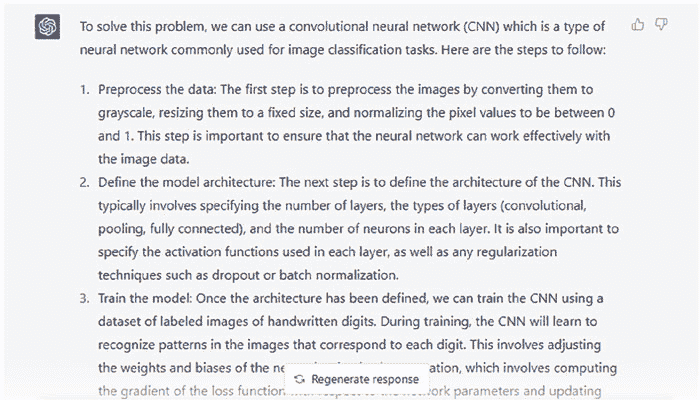 To solve this problem, we can use a convolutional neural network (CNN) which is a type of
neural network commonly used for image classification tasks. Here are the steps to follow:
1. Preprocess the data: The first step is to preprocess the images by converting them to
grayscale, resizing them to a fixed size, and normalizing the pixel values to be between 0
and 1. This step is important to ensure that the neural network can work effectively with
the image data.
2. Define the model architecture: The next step is to define the architecture of the CNN. This
typically involves specifying the number of layers, the types of layers (convolutional,
pooling, fully connected), and the number of neurons in each layer. It is also important to
specify the activation functions used in each layer, as well as any regularization
techniques such as dropout or batch normalization.
3. Train the model: Once the architecture has been defined, we can train the CNN using a
dataset of labeled images of handwritten digits. During training, the CNN will learn to
recognize patterns in the images that correspond to each digit. This involves adjusting
the weights and biases of the which involves computing
Regenerate response
the gradient of the loss function network parameters and updating